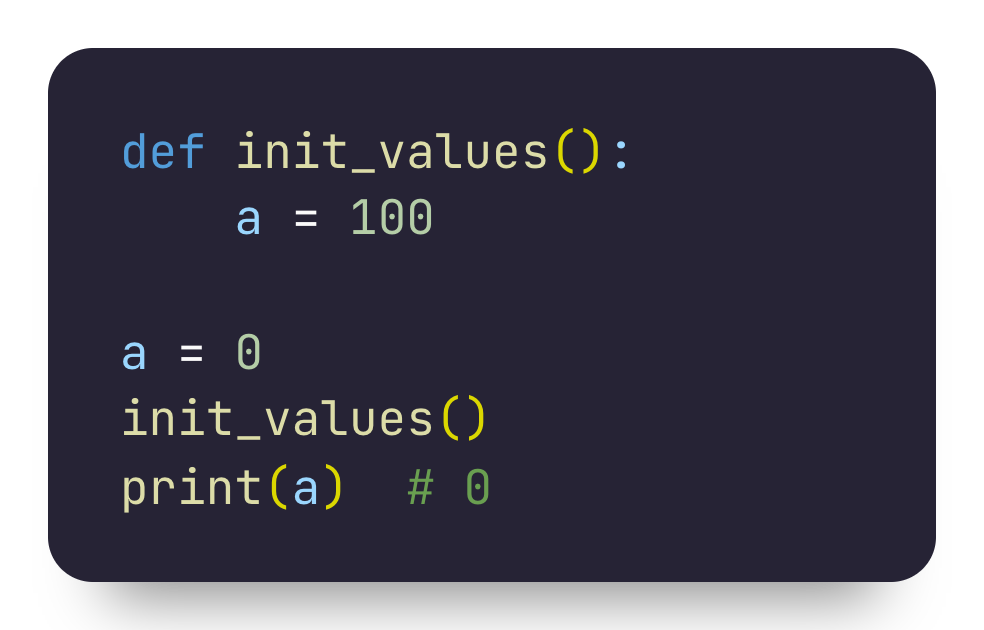 def init_values():
    a = 100

a = 0
init_values()
print(a)  # 0